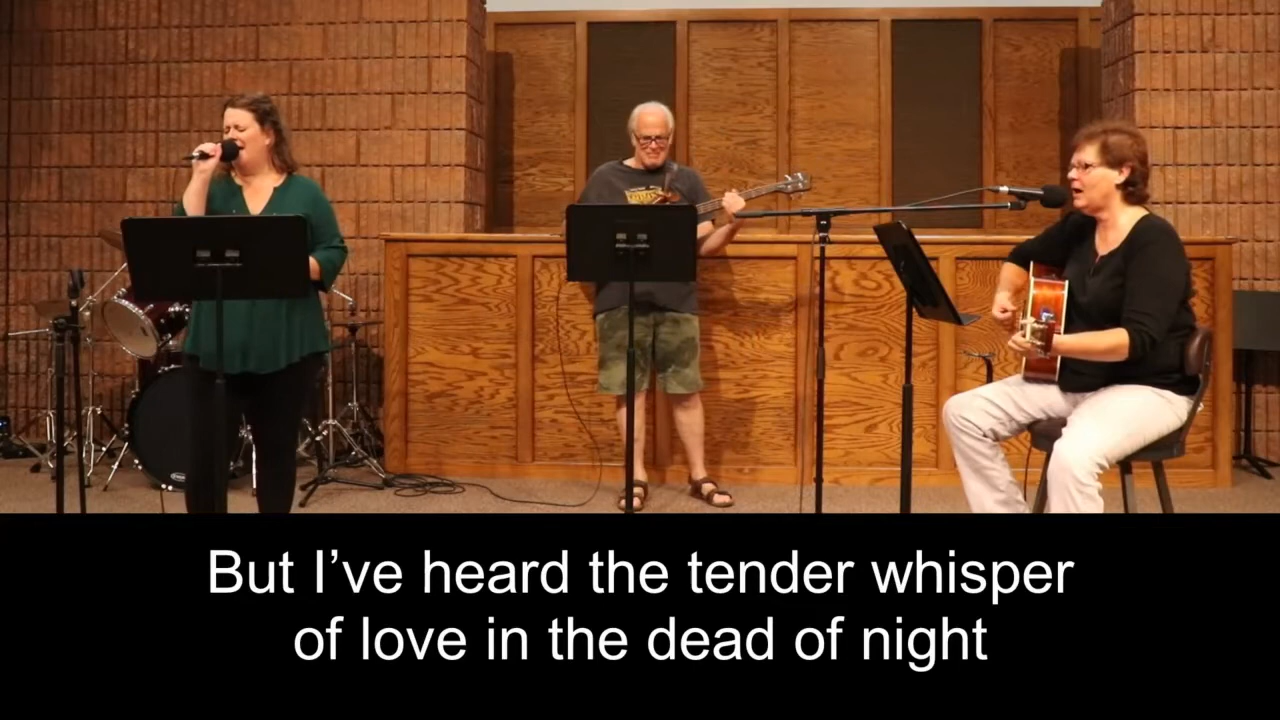 But I’ve heard the tender whisper
of love in the dead of night